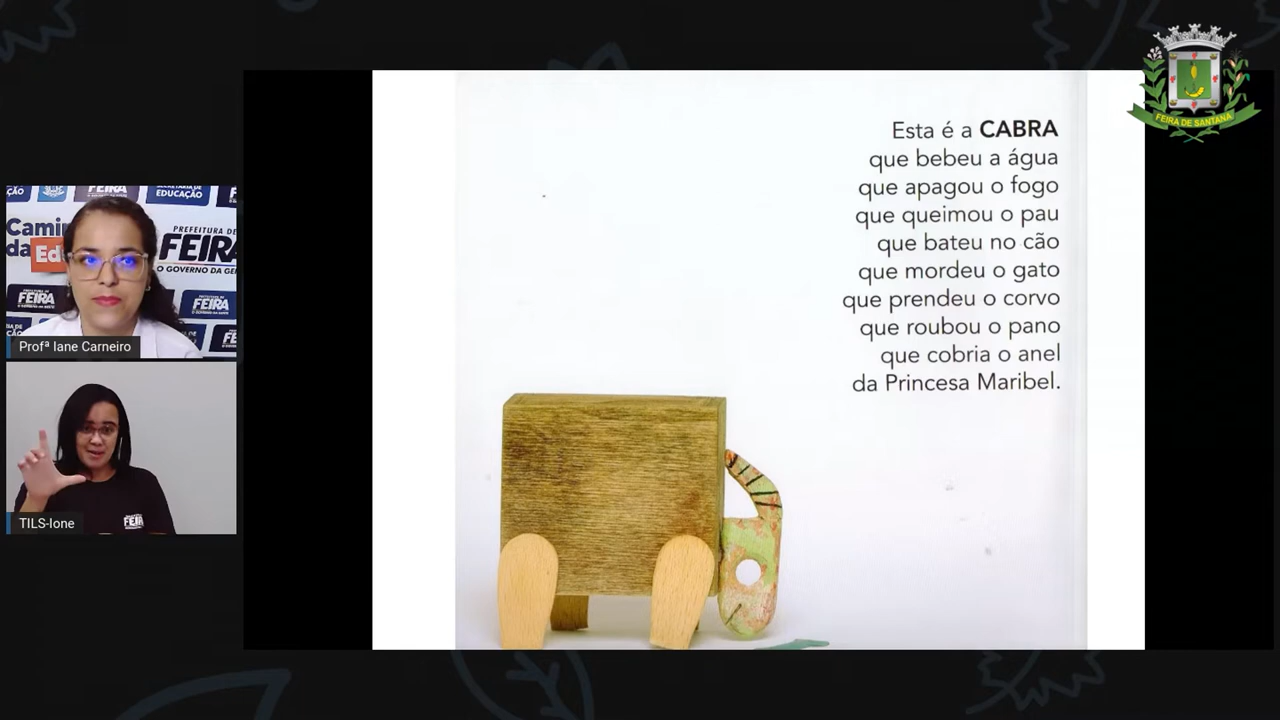 FEIRA DE SANTANA
Esta é a CABRA
que bebeu a água
que apagou o fogo
que queimou o pau
que bateu no cão
que mordeu o gato
que prendeu o corvo
que roubou o pano
que cobria o anel
da Princesa Maribel.
EDUCAÇÃO
PREFEITURA DE
FEIRA
O GOVERNO DA
FEIRA
FEIRA
Profª Iane Carneiro
FEIRA
TILS-Ione